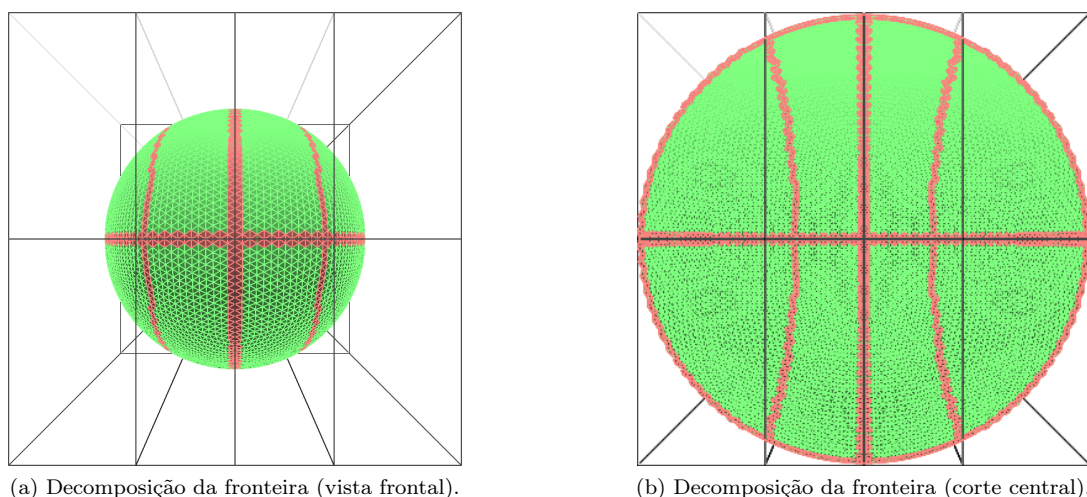 (a) Decomposição da fronteira (vista frontal).
(b) Decomposição da fronteira (corte central).